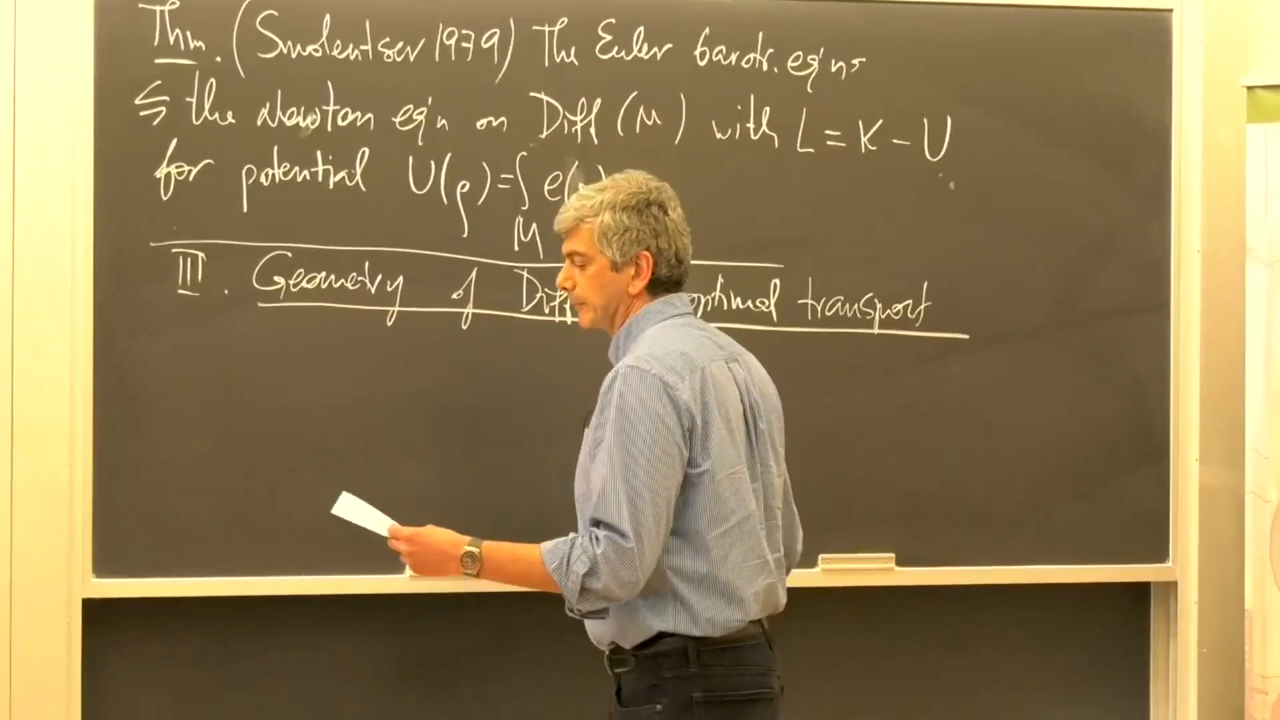 Thm. (Smolentsev 1979) The Euler barotr. eq'ns
the Newton eq'n on Diff (M) with L = K - U
for potential U(ρ) = ∫ e(
M
III. Geometry of Diff optimal transport